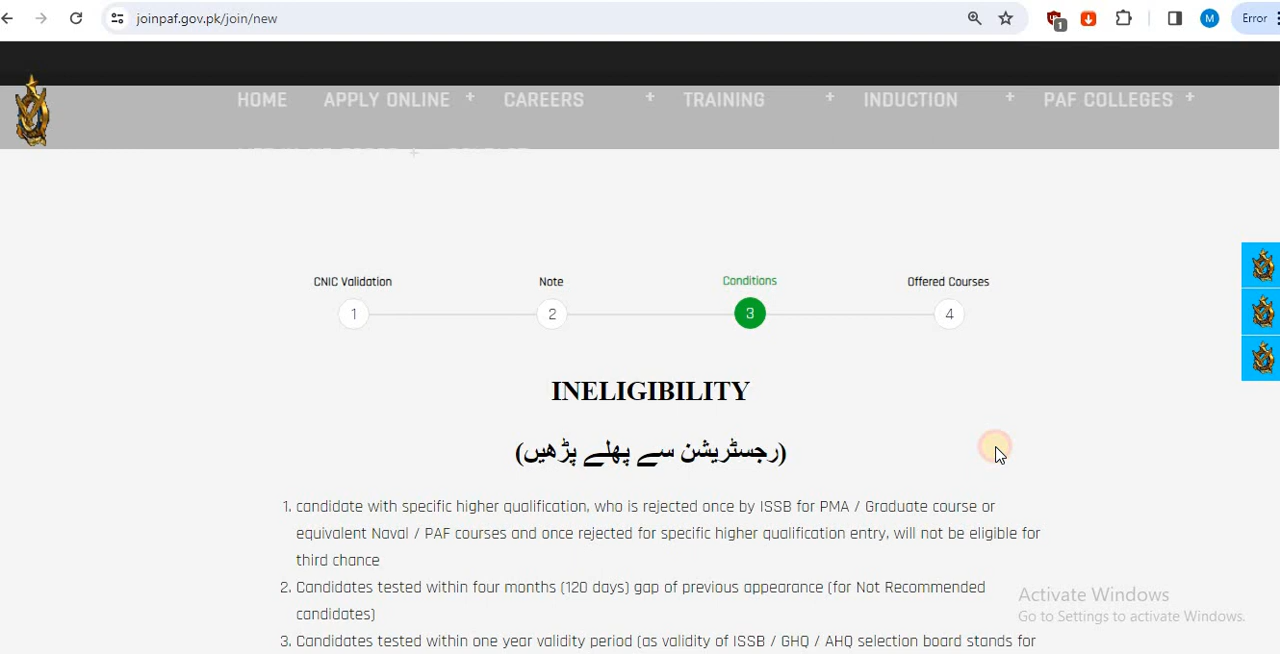 joinpaf.gov.pk/join/new
1
M
Error
HOME
APPLY ONLINE +
CAREERS +
TRAINING +
INDUCTION +
PAF COLLEGES +
+
CNIC Validation
Note
Conditions
Offered Courses
1
2
3
4
INELIGIBILITY
(رجسٹریشن سے پھلے پڑھیں)
1. candidate with specific higher qualification, who is rejected once by ISSB for PMA / Graduate course or
equivalent Naval / PAF courses and once rejected for specific higher qualification entry, will not be eligible for
third chance
2. Candidates tested within four months (120 days) gap of previous appearance (for Not Recommended
candidates)
3. Candidates tested within one year validity period (as validity of ISSB / GHQ / AHQ selection board stands for
Activate Windows
Go to Settings to activate Windows.